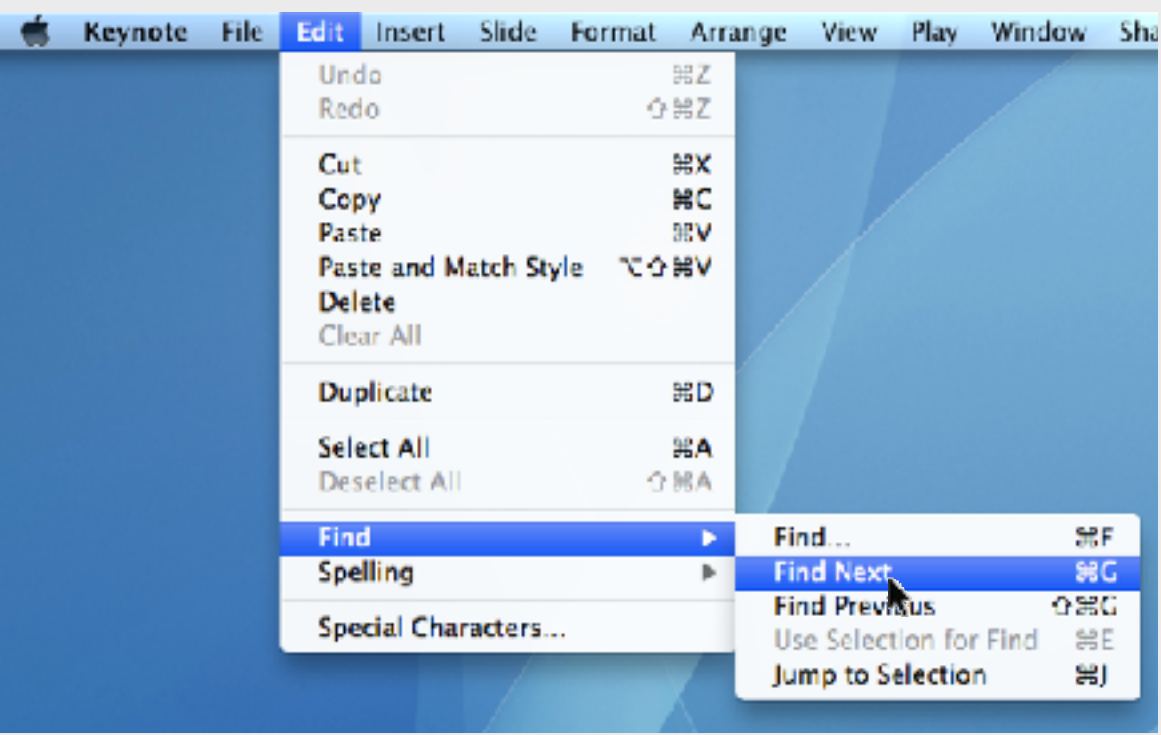 Keynote File Edit Insert Slide Format Arrange View Play Window Sha
Undo ⌘Z
Redo ⇧⌘Z
Cut ⌘X
Copy ⌘C
Paste ⌘V
Paste and Match Style ⌥⇧⌘V
Delete
Clear All
Duplicate ⌘D
Select All ⌘A
Deselect All ⇧⌘A
Find
Spelling
Special Characters...
Find... ⌘F
Find Next ⌘G
Find Previous ⇧⌘G
Use Selection for Find ⌘E
Jump to Selection ⌘J